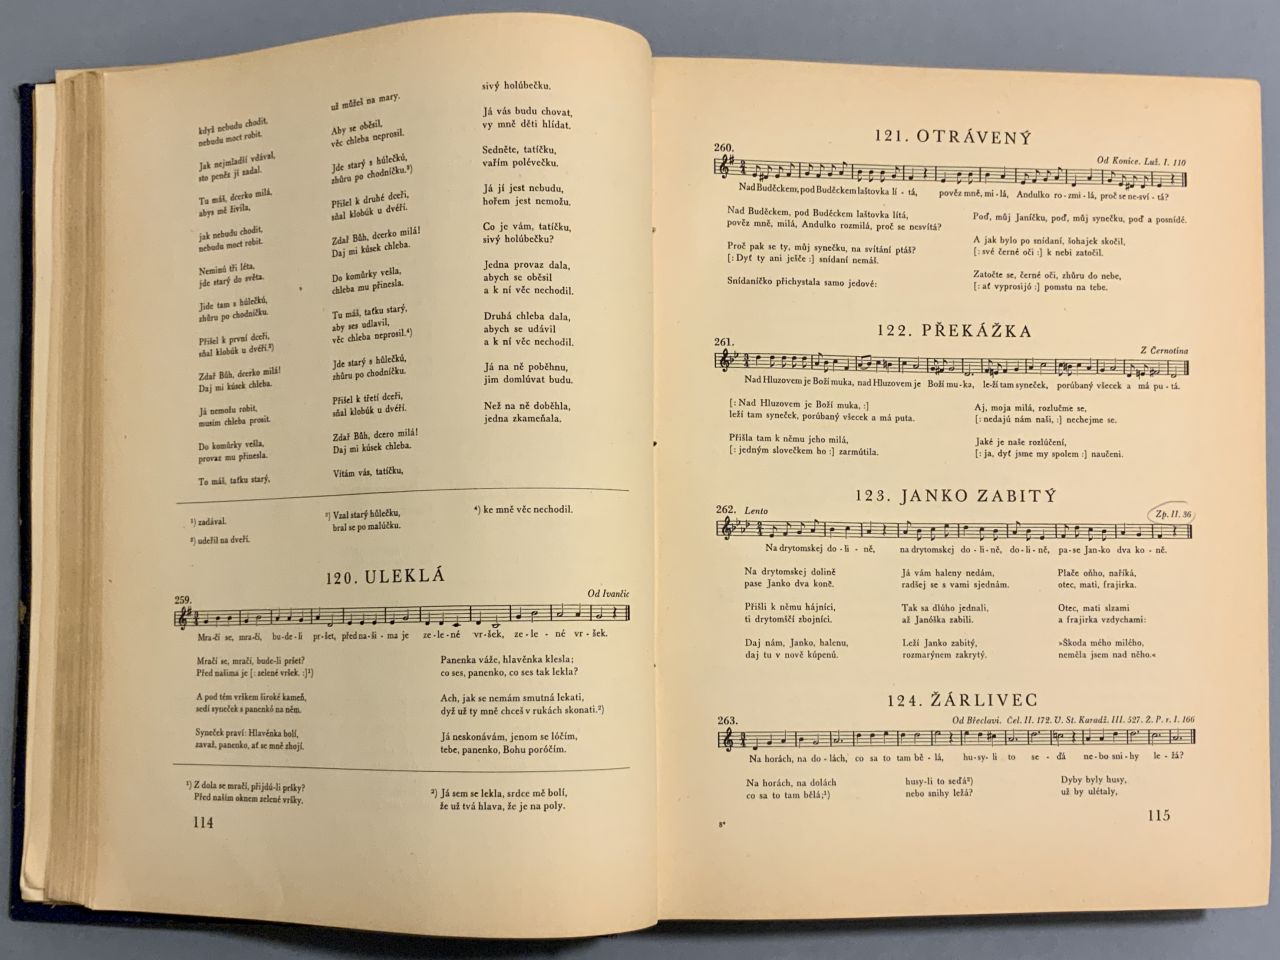 když nebudu chodit,
nebudu moct robit.
Jak nejmladší vdával,
sto peněz jí zadal.
Tu máš, dcerko milá,
abys mě živila,
jak nebudu chodit,
nebudu moct robit.
Neminú tři léta,
jde starý do světa.
Jide tam s hůlečkú,
zhůru po chodníčku.
Přišel k první dceři,
sňal klobúk u dveří.²)
Zdař Bůh, dcerko milá!
Daj mi kúsek chleba.
Já nemolu robit,
musím chleba prosit.
Do komůrky vešla,
provaz mu přinesla.
To máš, taťku starý,
už můžeš na mary.
Aby se oběsil,
věc chleba neprosil.
Jde starý s hůlečkú,
zhůru po chodníčku.³)
Přišel k druhé dceři,
sňal klobúk u dveří.
Zdař Bůh, dcerko milá!
Daj mi kúsek chleba.
Do komůrky vešla,
chleba mu přinesla.
Tu máš, taťku starý,
aby ses udlavil,
věc chleba neprosil.⁴)
Jde starý s hůlečkú,
zhůru po chodníčku.
Přišel k třetí dceři,
sňal klobúk u dveří.
Zdař Bůh, dcero milá!
Daj mi kúsek chleba.
Vítám vás, tatíčku,
sivý holúbečku.
Já vás budu chovat,
vy mně děti hlídat.
Sedněte, tatíčku,
vařím polévečku.
Já jí jest nebudu,
hořem jest nemožu.
Co je vám, tatíčku,
sivý holúbečku?
Jedna provaz dala,
abych se oběsil
a k ní věc nechodil.
Druhá chleba dala,
abych se udávil
a k ní věc nechodil.
Já na ně poběhnu,
jim domlúvat budu.
Než na ně doběhla,
jedna zkameňala.
¹) zadával.
²) udeřil na dveři.
³) Vzal starý hůlečku,
bral se po malúčku.
⁴) ke mně věc nechodil.
120. ULEKLÁ
Od Ivančic
259.
Mra-čí se, mra-čí, bu-de-li pr-šet, před na-ši-ma je ze-le-né vr-šek, ze-le-né vr-šek.
Mračí se, mračí, bude-li pršet?
Před našima je [: zelené vršek. :]¹)
A pod tém vrškem široké kameň,
sedí syneček s panenkó na něm.
Syneček praví: Hlavěnka bolí,
zavaž, panenko, ať se mně zhojí.
Panenka váže, hlavěnka klesla;
co ses, panenko, co ses tak lekla?
Ach, jak se nemám smutná lekati,
dyž už ty mně chceš v rukách skonati.²)
Já neskonávám, jenom se lóčím,
tebe, panenko, Bohu poróčím.
¹) Z dola se mračí, přijdú-li pršky?
Před naším oknem zelené vršky.
²) Já sem se lekla, srdce mě bolí,
že už tvá hlava, že je na poly.
114
121. OTRÁVENÝ
260.
Od Konice. Luž. I. 110
Nad Buděckem, pod Buděckem laštovka lí-tá, pověz mně, mi-lá, Andulko ro-zmi-lá, proč se ne-sví-tá?
Nad Buděckem, pod Buděckem laštovka lítá,
pověz mně, milá, Andulko rozmilá, proč se nesvítá?
Proč pak se ty, můj synečku, na svítání ptáš?
[: Dyť ty ani ješče :] snídaní nemáš.
Snídaníčko přichystala samo jedové:
Poď, můj Janíčku, poď, můj synečku, poď a posnídé.
A jak bylo po snídaní, šohajek skočil,
[: své černé oči :] k nebi zatočil.
Zatočte se, černé oči, zhůru do nebe,
[: ať vyprosijó :] pomstu na tebe.
122. PŘEKÁŽKA
261.
Z Černotína
Nad Hluzovem je Boží muka, nad Hluzovem je Boží mu-ka, le-ží tam syneček, porúbaný všecek a má pu-tá.
[: Nad Hluzovem je Boží muka, :]
leží tam syneček, porúbaný všecek a má puta.
Přišla tam k němu jeho milá,
[: jedným slovečkem ho :] zarmútila.
Aj, moja milá, rozlučme se,
[: nedajú nám naši, :] nechejme se.
Jaké je naše rozlúčení,
[: ja, dyť jsme my spolem :] naučeni.
123. JANKO ZABITÝ
262. Lento
Zp. II. 36
Na drytomskej do-li-ně, na drytomskej do-li-ně, do-li-ně, pa-se Jan-ko dva ko-ně.
Na drytomskej dolině
pase Janko dva koně.
Přišli k němu hájníci,
ti drytomščí zbojníci.
Daj nám, Janko, halenu,
daj tu v nově kúpenú.
Já vám haleny nedám,
radšej se s vami sjednám.
Tak sa dlúho jednali,
až Janóška zabili.
Leží Janko zabitý,
rozmarýnem zakrytý.
Plače oňho, naříká,
otec, mati, frajirka.
Otec, mati slzami
a frajirka vzdychami:
»Škoda mého milého,
neměla jsem nad něho.«
124. ŽÁRLIVEC
263.
Od Břeclavi. Čel. II. 172. U. St. Karadž. III. 527. Z. P. r. I. 166
Na horách, na do-lách, co sa to tam bě-lá, hu-sy-li to se-ďá ne-bo sni-hy le-žá?
Na horách, na dolách
co sa to tam bělá;¹)
husy-li to seďá²)
nebo snihy ležá?
Dyby byly husy,
už by ulétaly,
8*
115